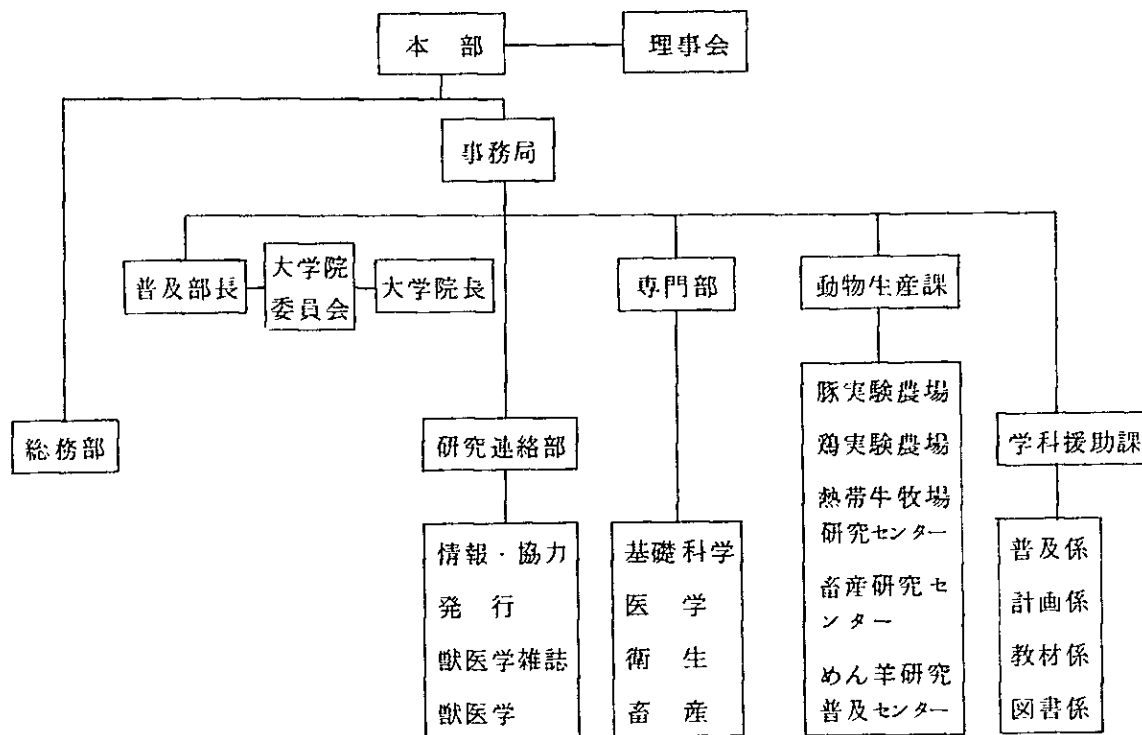 本部
理事会
事務局
普及部長
大学院
委員会
大学院長
専門部
動物生産課
総務部
研究連絡部
学科援助課
情報・協力
発行
獣医学雑誌
獣医学
基礎科学
医学
衛生
畜産
豚実験農場
鶏実験農場
熱帯牛牧場
研究センター
畜産研究セ
ンター
めん羊研究
普及センター
普及係
計画係
教材係
図書係